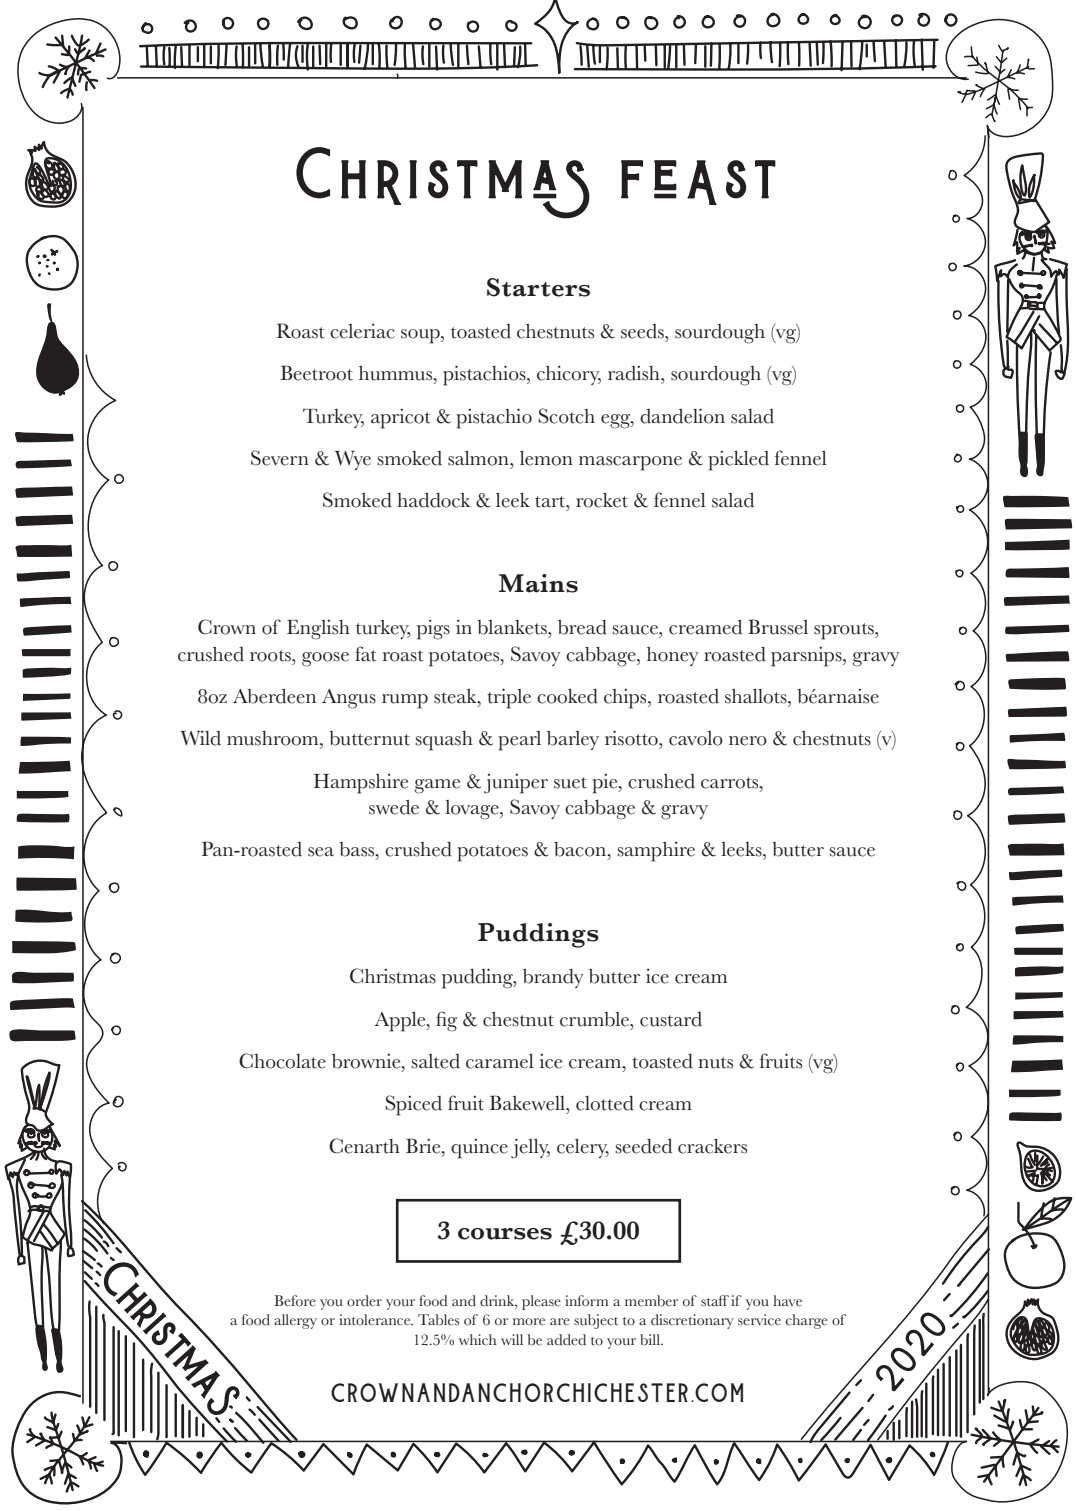 Christmas feast
Starters
Roast celeriac soup, toasted chestnuts & seeds, sourdough (vg)
Beetroot hummus, pistachios, chicory, radish, sourdough (vg)
Turkey, apricot & pistachio Scotch egg, dandelion salad
Severn & Wye smoked salmon, lemon mascarpone & pickled fennel
Smoked haddock & leek tart, rocket & fennel salad
Mains
Crown of English turkey, pigs in blankets, bread sauce, creamed Brussel sprouts,
crushed roots, goose fat roast potatoes, Savoy cabbage, honey roasted parsnips, gravy
8oz Aberdeen Angus rump steak, triple cooked chips, roasted shallots, béarnaise
Wild mushroom, butternut squash & pearl barley risotto, cavolo nero & chestnuts (v)
Hampshire game & juniper suet pie, crushed carrots,
swede & lovage, Savoy cabbage & gravy
Pan-roasted sea bass, crushed potatoes & bacon, samphire & leeks, butter sauce
Puddings
Christmas pudding, brandy butter ice cream
Apple, fig & chestnut crumble, custard
Chocolate brownie, salted caramel ice cream, toasted nuts & fruits (vg)
Spiced fruit Bakewell, clotted cream
Cenarth Brie, quince jelly, celery, seeded crackers
3 courses £30.00
Before you order your food and drink, please inform a member of staff if you have
a food allergy or intolerance. Tables of 6 or more are subject to a discretionary service charge of
12.5% which will be added to your bill.
CROWNANDANCHORCHICHESTER.COM
CHRISTMAS
2020